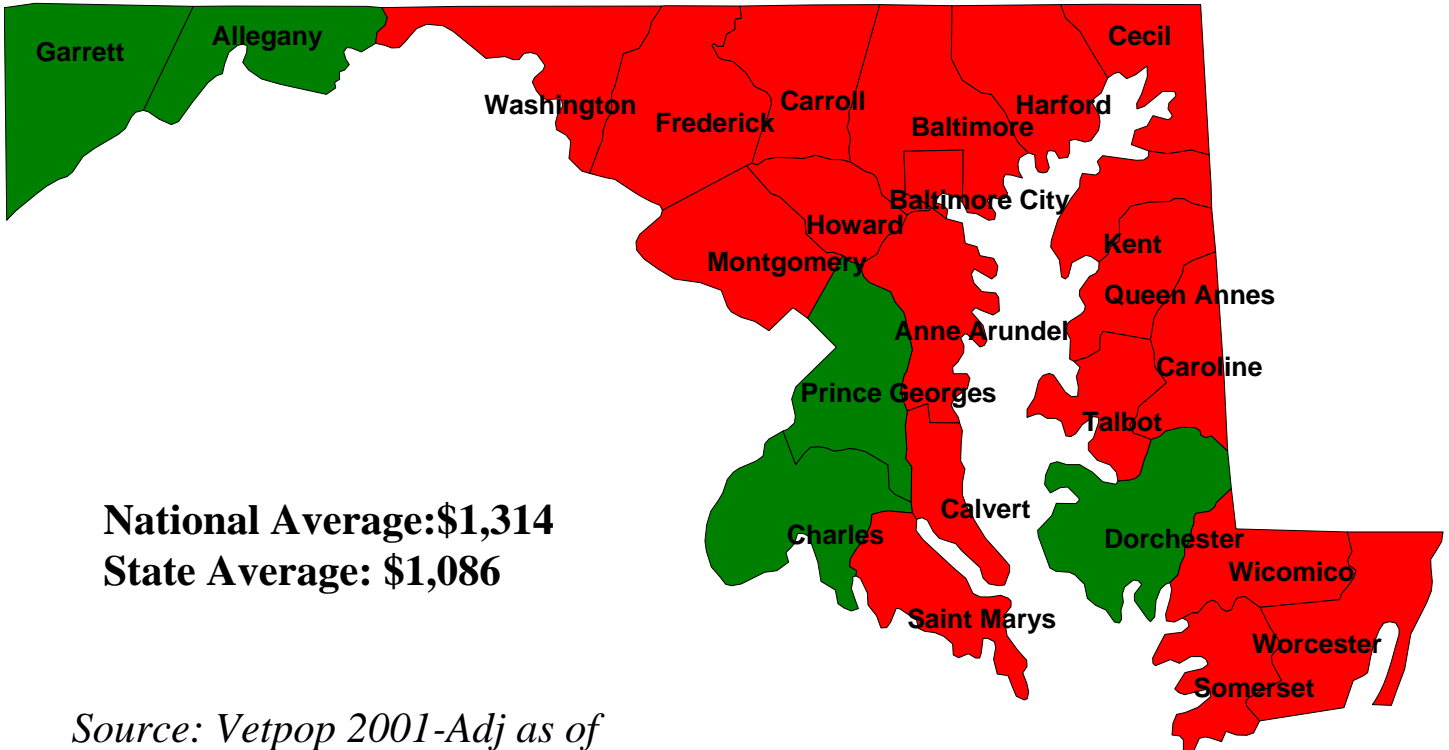 Garrett
Allegany
Cecil
Washington
Frederick
Carroll
Baltimore
Harford
Baltimore City
Howard
Kent
Montgomery
Queen Annes
Anne Arundel
Caroline
Prince Georges
Talbot
National Average:$1,314
State Average: $1,086
Calvert
Charles
Dorchester
Wicomico
Saint Marys
Worcester
Somerset
Source: Vetpop 2001-Adj as of